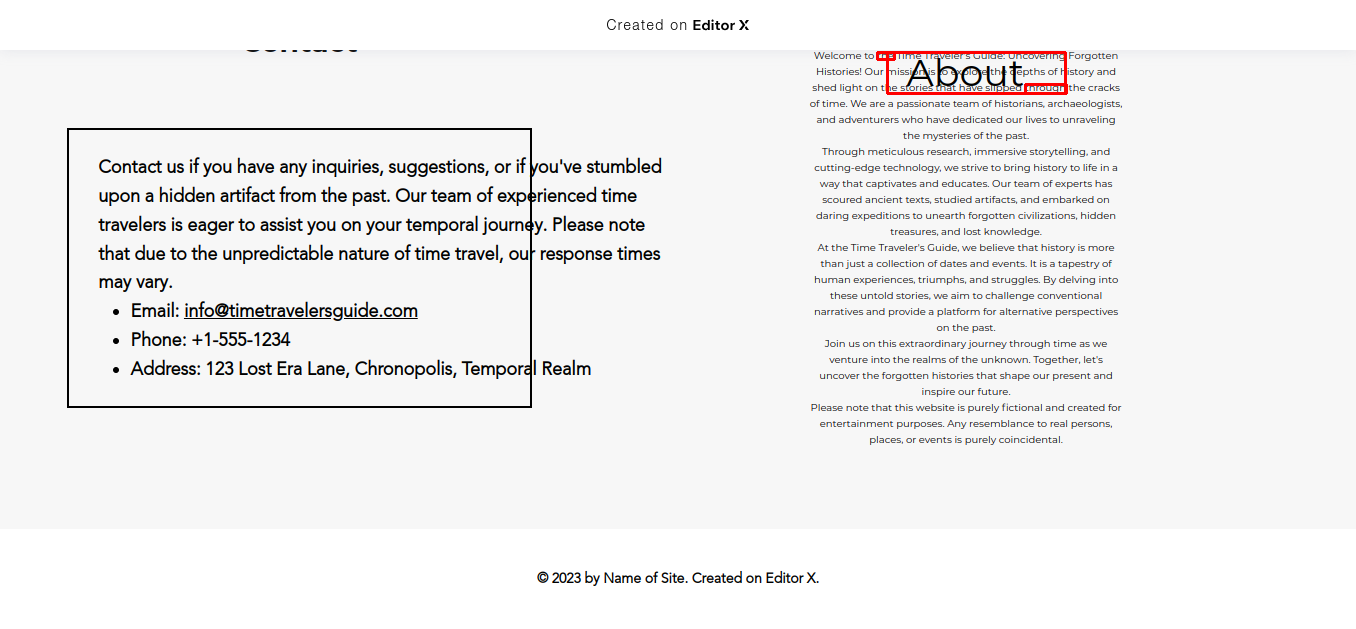 Created on Editor X
Contact
Contact us if you have any inquiries, suggestions, or if you've stumbled
upon a hidden artifact from the past. Our team of experienced time
travelers is eager to assist you on your temporal journey. Please note
that due to the unpredictable nature of time travel, our response times
may vary.
• Email: info@timetravelersguide.com
• Phone: +1-555-1234
• Address: 123 Lost Era Lane, Chronopolis, Temporal Realm
About
Welcome to The Time Traveler's Guide: Uncovering Forgotten
Histories! Our mission is to explore the depths of history and
shed light on the stories that have slipped through the cracks
of time. We are a passionate team of historians, archaeologists,
and adventurers who have dedicated our lives to unraveling
the mysteries of the past.
Through meticulous research, immersive storytelling, and
cutting-edge technology, we strive to bring history to life in a
way that captivates and educates. Our team of experts has
scoured ancient texts, studied artifacts, and embarked on
daring expeditions to unearth forgotten civilizations, hidden
treasures, and lost knowledge.
At the Time Traveler's Guide, we believe that history is more
than just a collection of dates and events. It is a tapestry of
human experiences, triumphs, and struggles. By delving into
these untold stories, we aim to challenge conventional
narratives and provide a platform for alternative perspectives
on the past.
Join us on this extraordinary journey through time as we
venture into the realms of the unknown. Together, let's
uncover the forgotten histories that shape our present and
inspire our future.
Please note that this website is purely fictional and created for
entertainment purposes. Any resemblance to real persons,
places, or events is purely coincidental.
© 2023 by Name of Site. Created on Editor X.